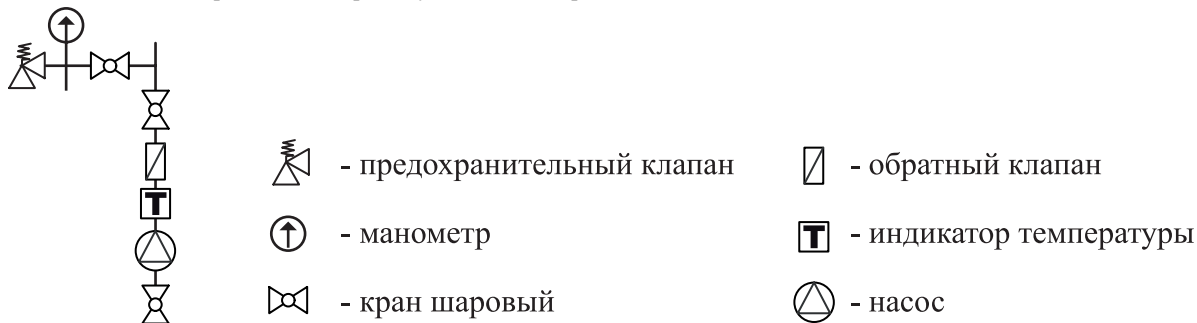 - предохранительный клапан
- обратный клапан
- манометр
T - индикатор температуры
- кран шаровый
- насос
T